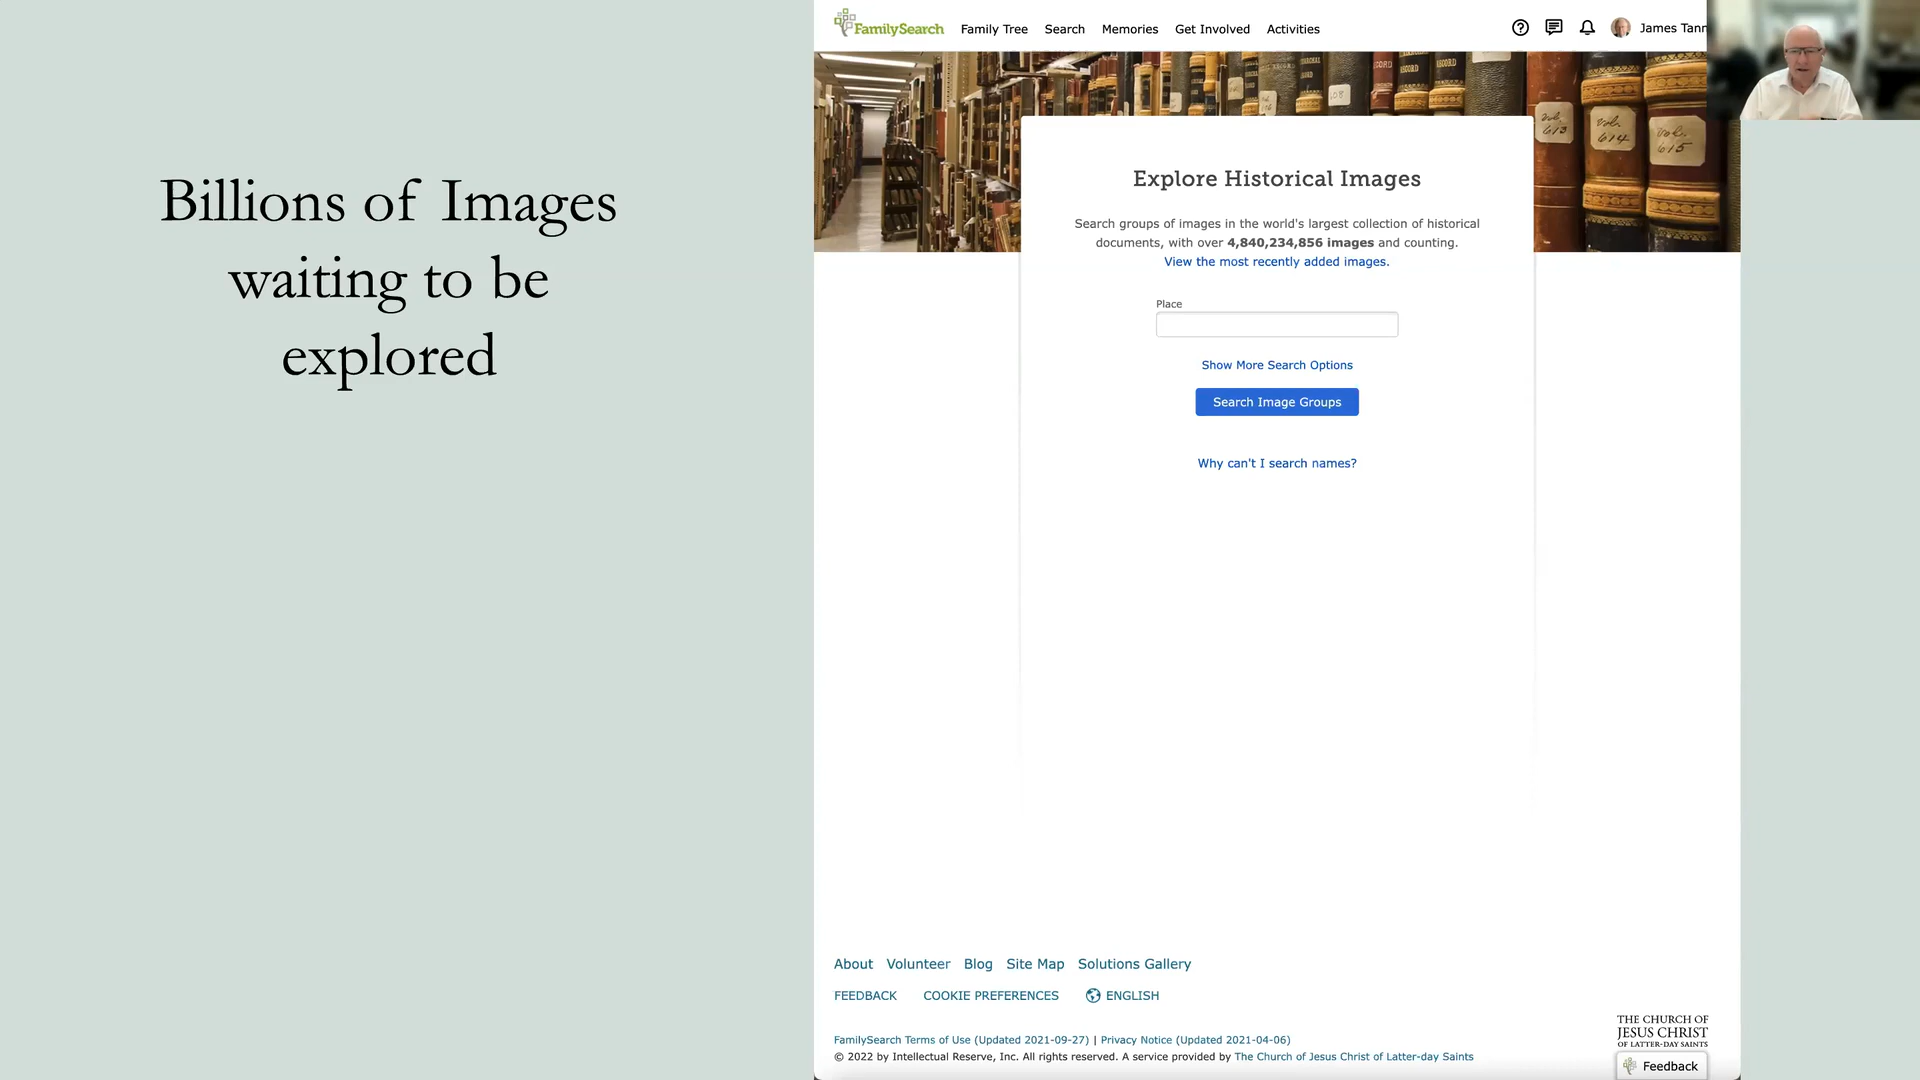 Billions of Images
waiting to be
explored
FamilySearch
Family Tree
Search
Memories
Get Involved
Activities
James Tann
Explore Historical Images
Search groups of images in the world's largest collection of historical
documents, with over 4,840,234,856 images and counting.
View the most recently added images.
Place
Show More Search Options
Search Image Groups
Why can't I search names?
Vol. 613
Vol. 614
Vol. 615
About
Volunteer
Blog
Site Map
Solutions Gallery
FEEDBACK
COOKIE PREFERENCES
ENGLISH
FamilySearch Terms of Use (Updated 2021-09-27) | Privacy Notice (Updated 2021-04-06)
© 2022 by Intellectual Reserve, Inc. All rights reserved. A service provided by The Church of Jesus Christ of Latter-day Saints
THE CHURCH OF
JESUS CHRIST
OF LATTER-DAY SAINTS
Feedback